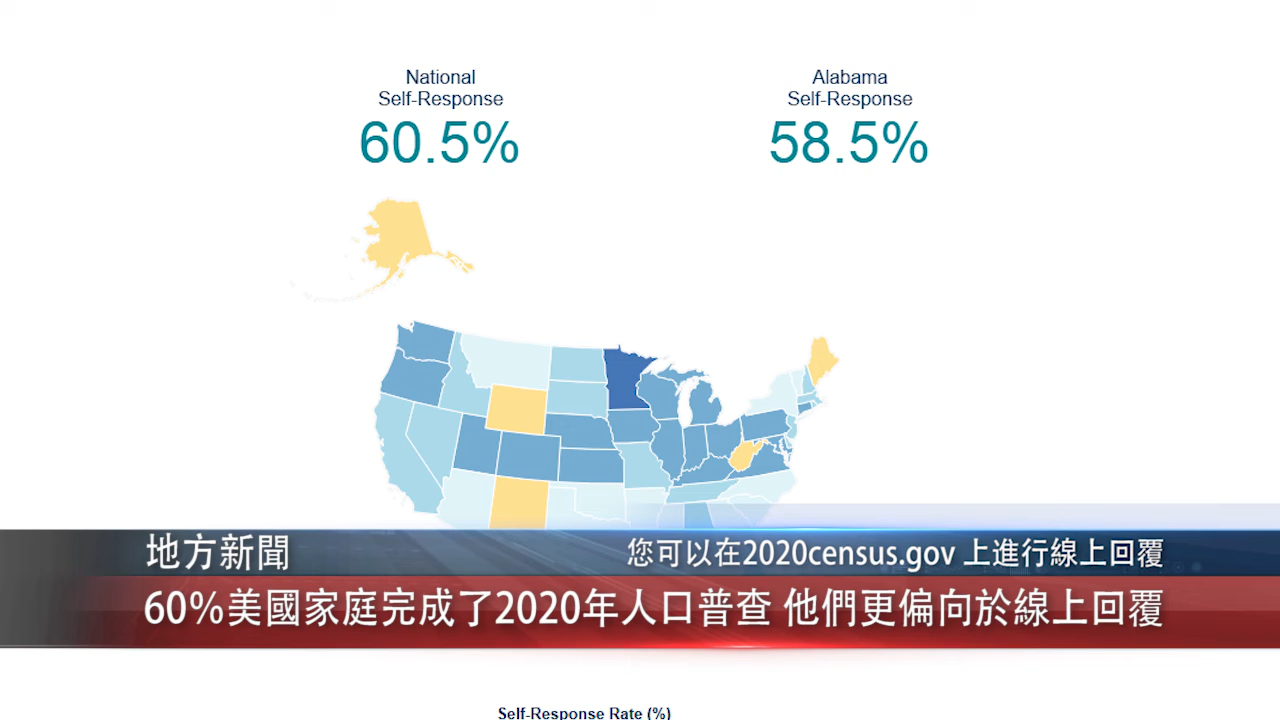 National
Self-Response
60.5%
Alabama
Self-Response
58.5%
地方新聞
您可以在2020census.gov 上進行線上回覆
60%美國家庭完成了2020年人口普查 他們更偏向於線上回覆
Self-Response Rate (%)